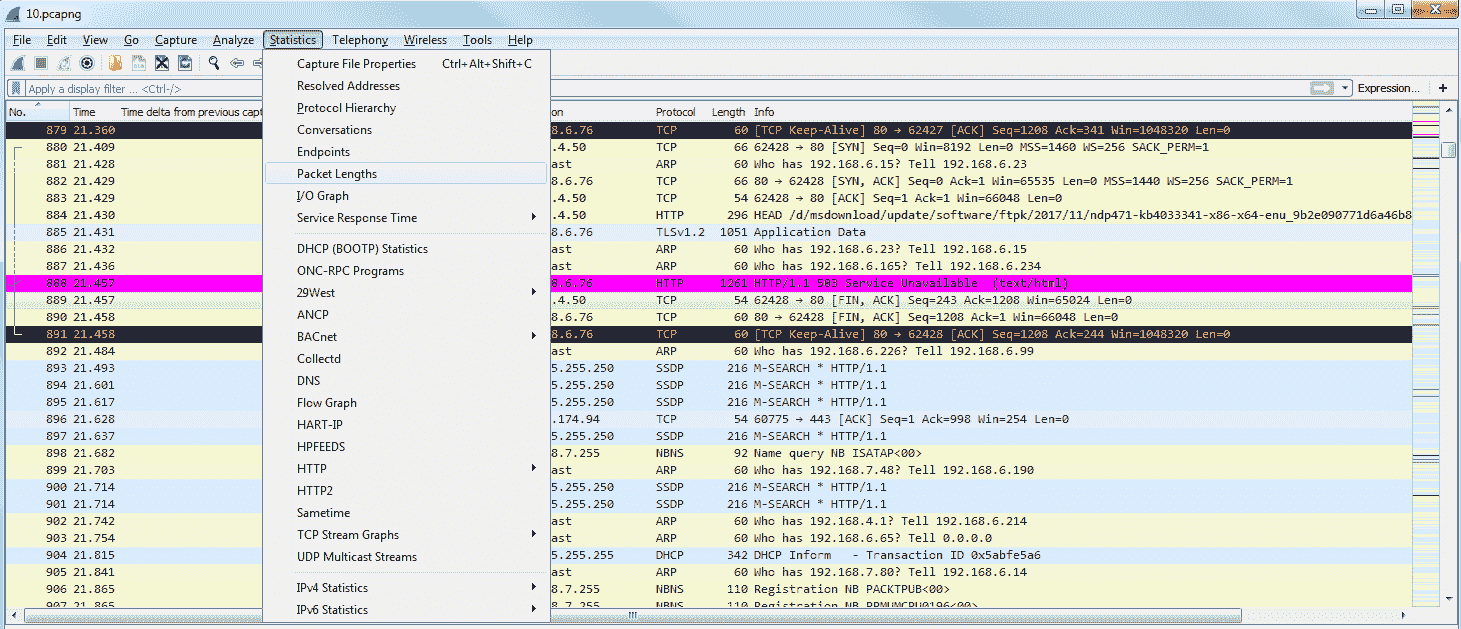 10.pcapng
File Edit View Go Capture Analyze Statistics Telephony Wireless Tools Help
Apply a display filter ... <Ctrl-/> Expression... +
No. Time Time delta from previous capt on Protocol Length Info
879 21.360 8.6.76 TCP 60 [TCP Keep-Alive] 80 → 62427 [ACK] Seq=1208 Ack=341 Win=1048320 Len=0
880 21.409 .4.50 TCP 66 62428 → 80 [SYN] Seq=0 Win=8192 Len=0 MSS=1460 WS=256 SACK_PERM=1
881 21.428 ast ARP 60 Who has 192.168.6.15? Tell 192.168.6.23
882 21.429 8.6.76 TCP 66 80 → 62428 [SYN, ACK] Seq=0 Ack=1 Win=65535 Len=0 MSS=1440 WS=256 SACK_PERM=1
883 21.429 .4.50 TCP 54 62428 → 80 [ACK] Seq=1 Ack=1 Win=66048 Len=0
884 21.430 .4.50 HTTP 296 HEAD /d/msdownload/update/software/ftpk/2017/11/ndp471-kb4033341-x86-x64-enu_9b2e090771d6a46b8
885 21.431 8.6.76 TLSv1.2 1051 Application Data
886 21.432 ast ARP 60 Who has 192.168.6.23? Tell 192.168.6.15
887 21.436 ast ARP 60 Who has 192.168.6.165? Tell 192.168.6.234
888 21.457 8.6.76 HTTP 1261 HTTP/1.1 503 Service Unavailable (text/html)
889 21.457 .4.50 TCP 54 62428 → 80 [FIN, ACK] Seq=243 Ack=1208 Win=65024 Len=0
890 21.458 8.6.76 TCP 60 80 → 62428 [FIN, ACK] Seq=1208 Ack=1 Win=66048 Len=0
891 21.458 8.6.76 TCP 60 [TCP Keep-Alive] 80 → 62428 [ACK] Seq=1208 Ack=244 Win=1048320 Len=0
892 21.484 ast ARP 60 Who has 192.168.6.226? Tell 192.168.6.99
893 21.493 5.255.250 SSDP 216 M-SEARCH * HTTP/1.1
894 21.601 5.255.250 SSDP 216 M-SEARCH * HTTP/1.1
895 21.617 5.255.250 SSDP 216 M-SEARCH * HTTP/1.1
896 21.628 .174.94 TCP 54 60775 → 443 [ACK] Seq=1 Ack=998 Win=254 Len=0
897 21.637 5.255.250 SSDP 216 M-SEARCH * HTTP/1.1
898 21.682 8.7.255 NBNS 92 Name query NB ISATAP<00>
899 21.703 ast ARP 60 Who has 192.168.7.48? Tell 192.168.6.190
900 21.714 5.255.250 SSDP 216 M-SEARCH * HTTP/1.1
901 21.714 5.255.250 SSDP 216 M-SEARCH * HTTP/1.1
902 21.742 ast ARP 60 Who has 192.168.4.1? Tell 192.168.6.214
903 21.754 ast ARP 60 Who has 192.168.6.65? Tell 0.0.0.0
904 21.815 5.255.255 DHCP 342 DHCP Inform - Transaction ID 0x5abfe5a6
905 21.841 ast ARP 60 Who has 192.168.7.80? Tell 192.168.6.14
906 21.865 8.7.255 NBNS 110 Registration NB PACKTPUB<00>
907 21.865 8.7.255 NBNS 110 Registration NB PPMUMCPU0196<00>
Capture File Properties Ctrl+Alt+Shift+C
Resolved Addresses
Protocol Hierarchy
Conversations
Endpoints
Packet Lengths
I/O Graph
Service Response Time
DHCP (BOOTP) Statistics
ONC-RPC Programs
29West
ANCP
BACnet
Collectd
DNS
Flow Graph
HART-IP
HPFEEDS
HTTP
HTTP2
Sametime
TCP Stream Graphs
UDP Multicast Streams
IPv4 Statistics
IPv6 Statistics